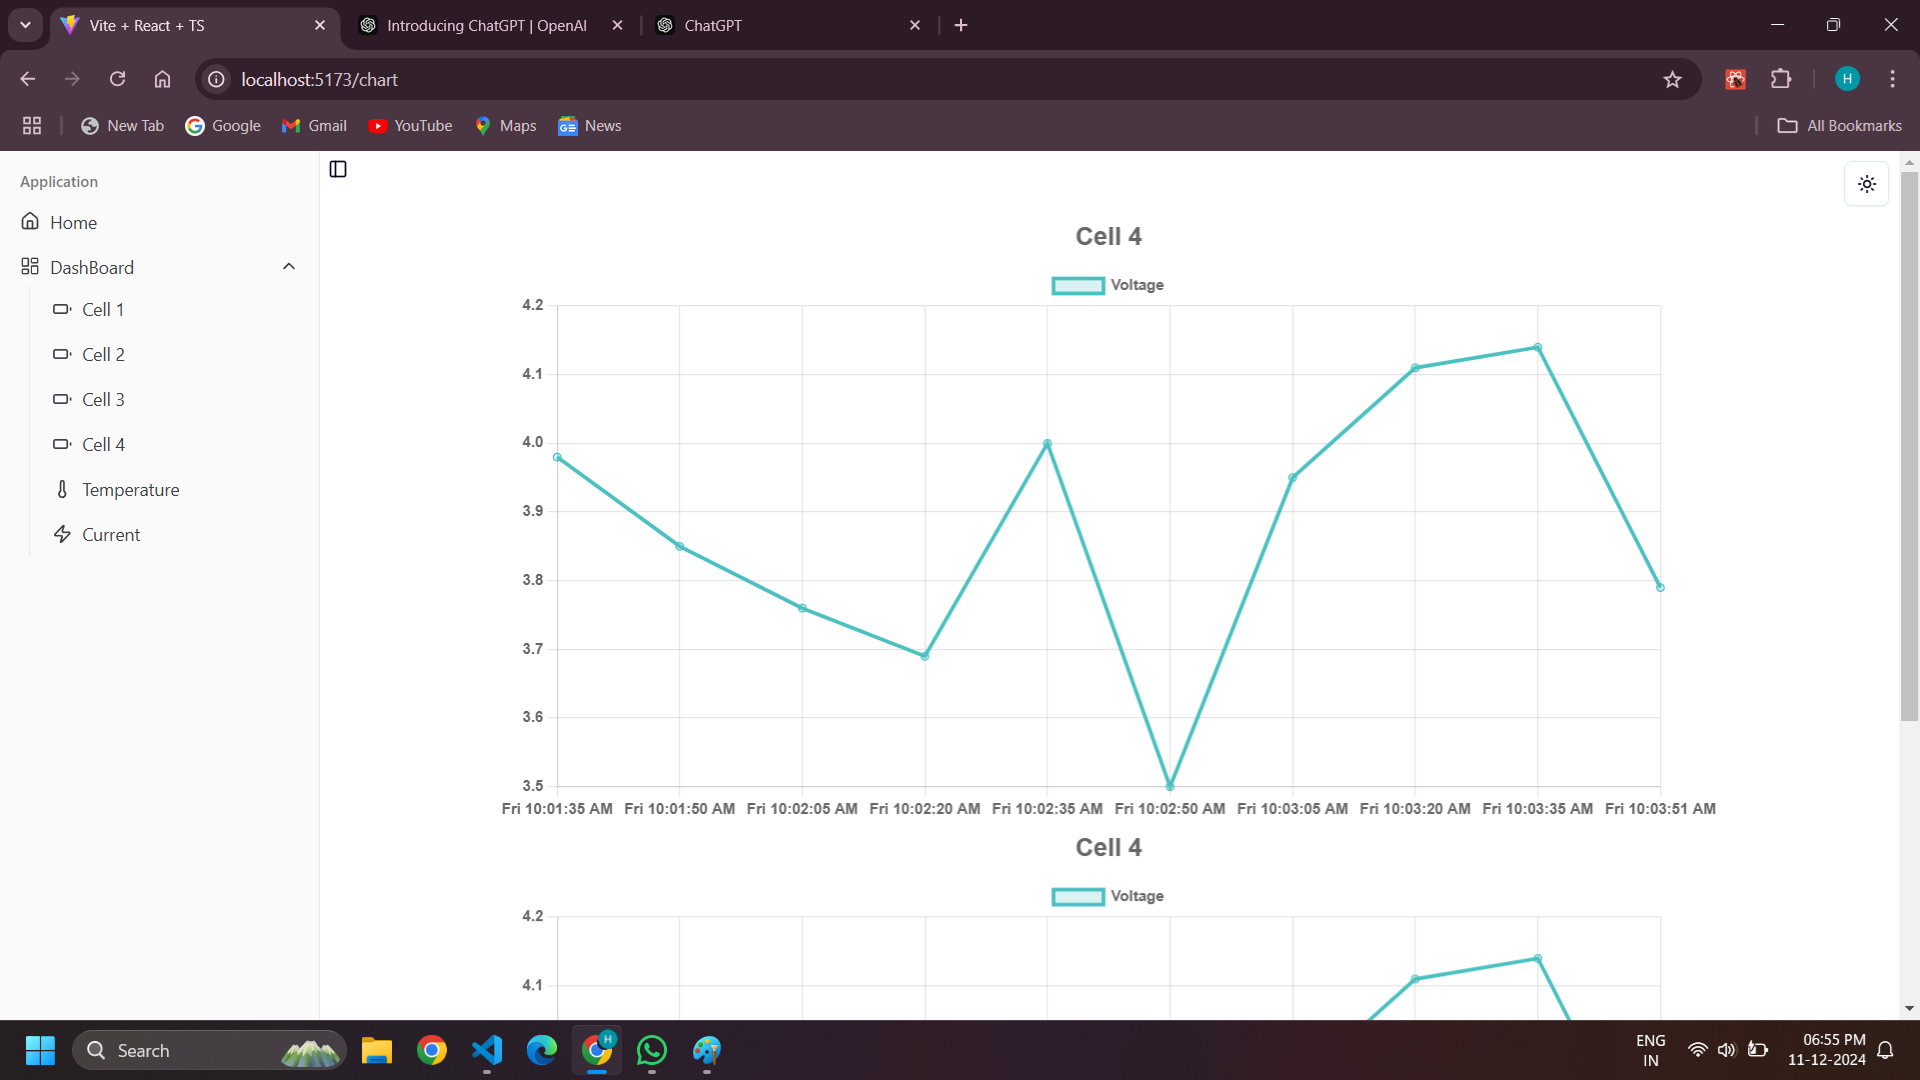 Vite + React + TS
Introducing ChatGPT | OpenAI
ChatGPT
localhost:5173/chart
H
New Tab
Google
Gmail
YouTube
Maps
News
All Bookmarks
Application
Home
DashBoard
Cell 1
Cell 2
Cell 3
Cell 4
Temperature
Current
Cell 4
Voltage
4.2
4.1
4.0
3.9
3.8
3.7
3.6
3.5
Fri 10:01:35 AM Fri 10:01:50 AM Fri 10:02:05 AM Fri 10:02:20 AM Fri 10:02:35 AM Fri 10:02:50 AM Fri 10:03:05 AM Fri 10:03:20 AM Fri 10:03:35 AM Fri 10:03:51 AM
Cell 4
Voltage
4.2
4.1
Search
H
ENG
IN
06:55 PM
11-12-2024